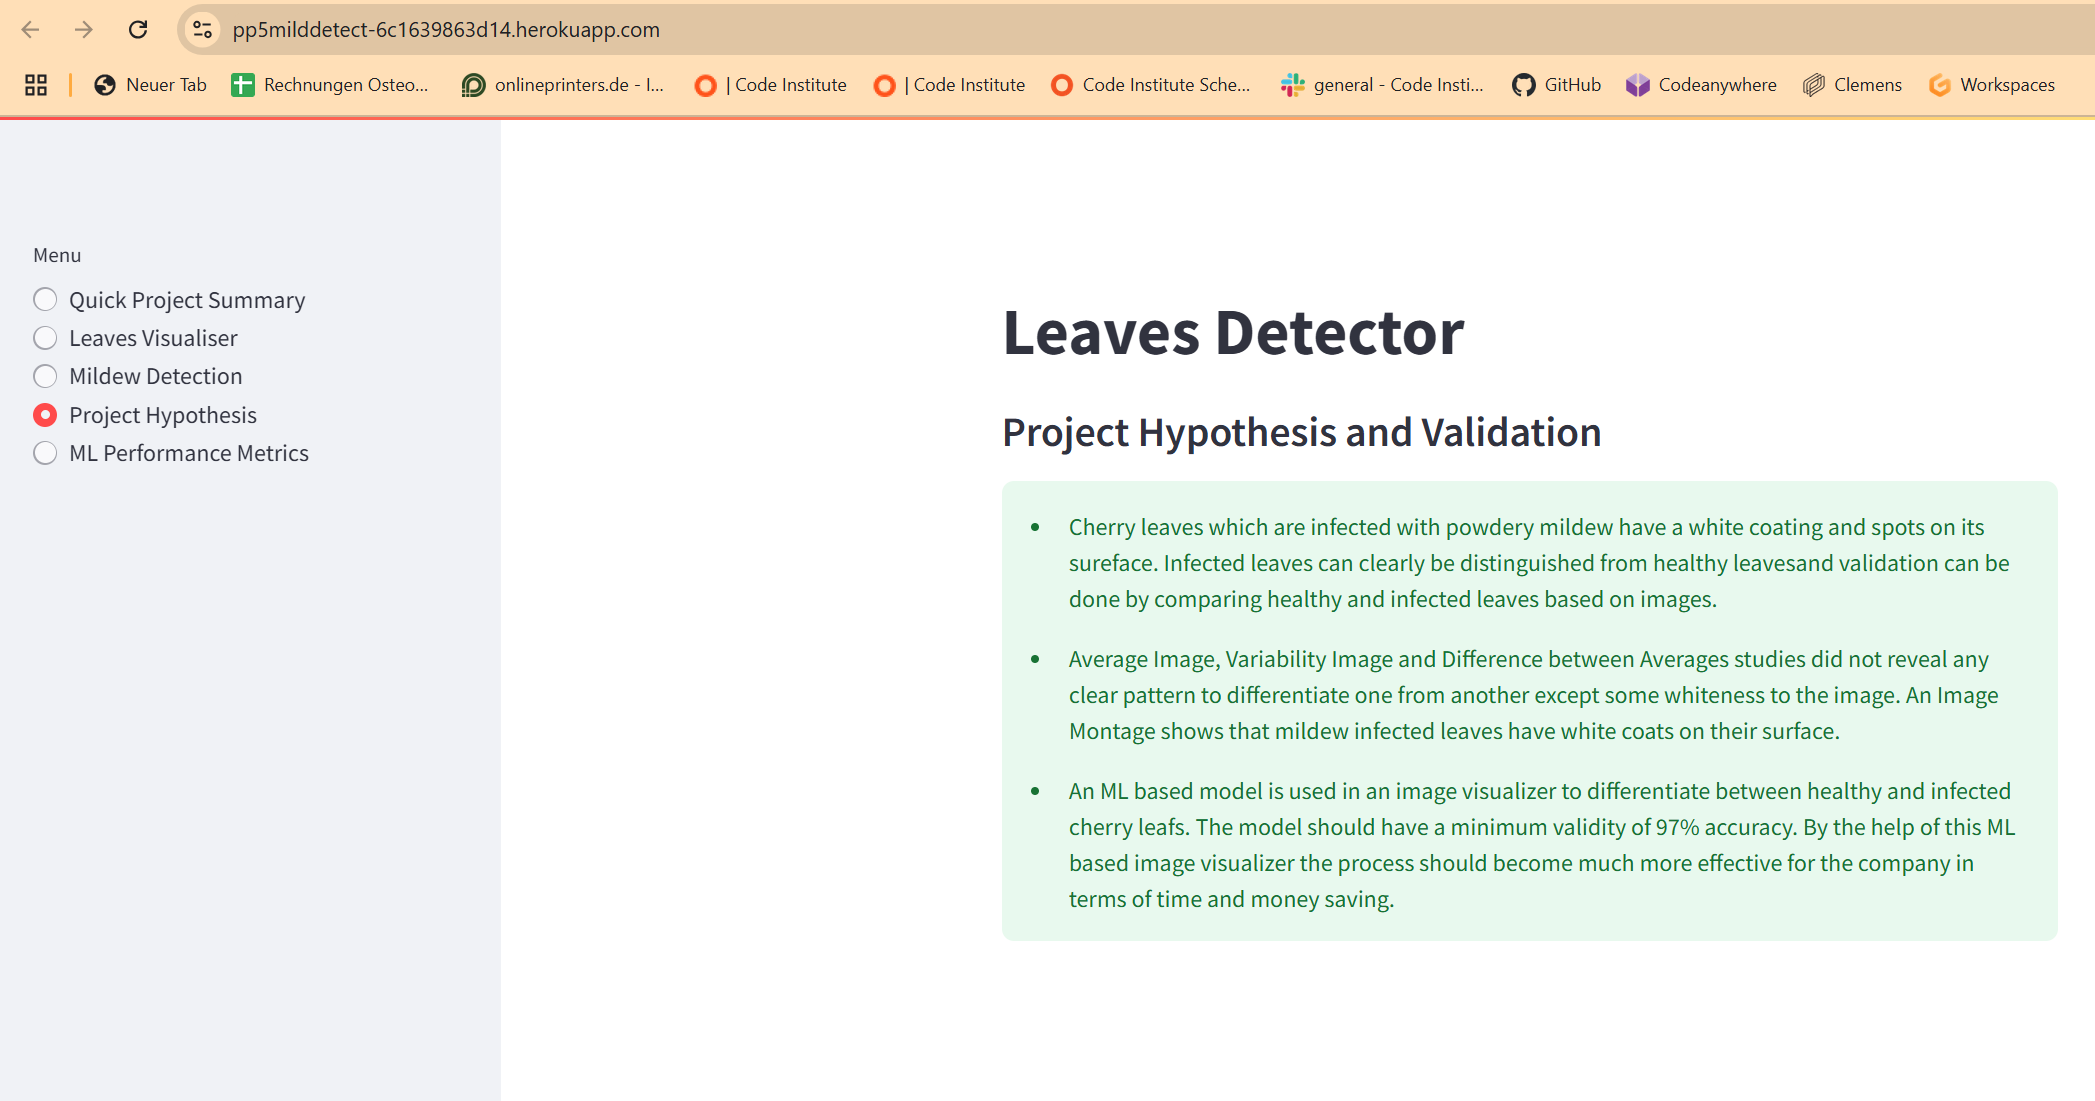 pp5milddetect-6c1639863d14.herokuapp.com
Neuer Tab
Rechnungen Osteo...
onlineprinters.de - I...
| Code Institute
| Code Institute
Code Institute Sche...
general - Code Insti...
GitHub
Codeanywhere
Clemens
Workspaces
Menu
Quick Project Summary
Leaves Visualiser
Mildew Detection
Project Hypothesis
ML Performance Metrics
Leaves Detector
Project Hypothesis and Validation
• Cherry leaves which are infected with powdery mildew have a white coating and spots on its
sureface. Infected leaves can clearly be distinguished from healthy leavesand validation can be
done by comparing healthy and infected leaves based on images.
• Average Image, Variability Image and Difference between Averages studies did not reveal any
clear pattern to differentiate one from another except some whiteness to the image. An Image
Montage shows that mildew infected leaves have white coats on their surface.
• An ML based model is used in an image visualizer to differentiate between healthy and infected
cherry leafs. The model should have a minimum validity of 97% accuracy. By the help of this ML
based image visualizer the process should become much more effective for the company in
terms of time and money saving.